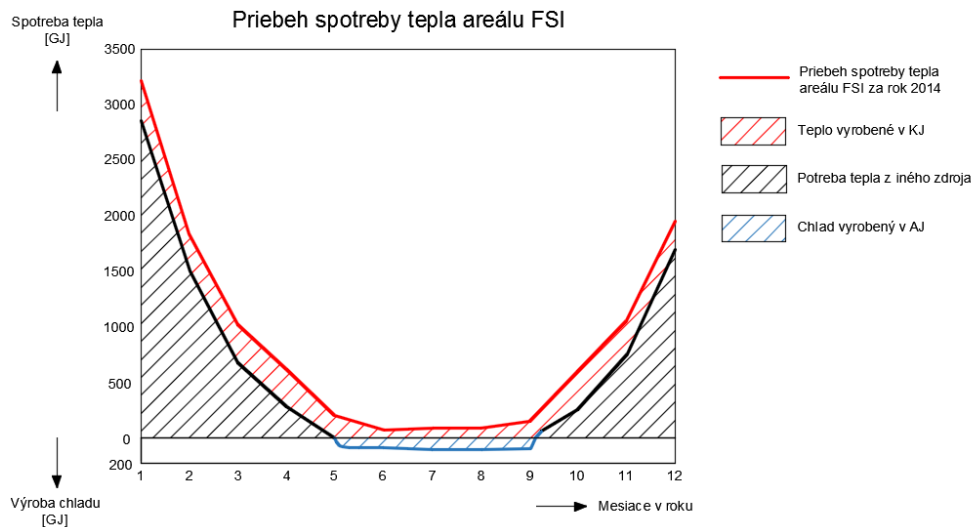 Priebeh spotreby tepla areálu FSI
Spotreba tepla
[GJ]
3500
3000
2500
2000
1500
1000
500
0
200
1 2 3 4 5 6 7 8 9 10 11 12
Výroba chladu
[GJ]
Mesiace v roku
Priebeh spotreby tepla
areálu FSI za rok 2014
Teplo vyrobené v KJ
Potreba tepla z iného zdroja
Chlad vyrobený v AJ